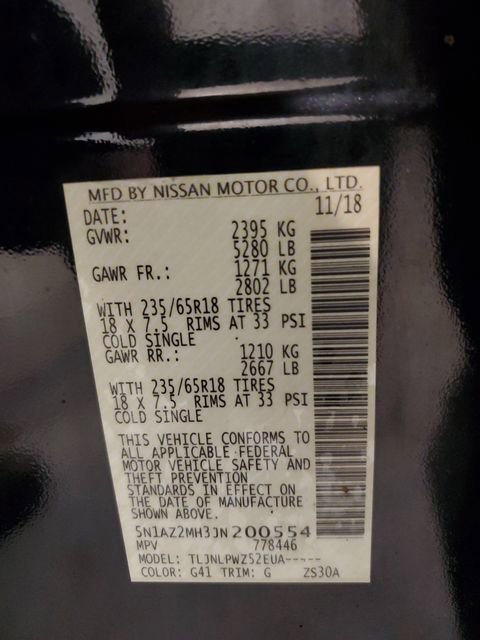 MFD BY NISSAN MOTOR CO., LTD.
DATE: 11/18
GVWR: 2395 KG
5280 LB
GAWR FR.: 1271 KG
2802 LB
WITH 235/65R18 TIRES
18 X 7.5 RIMS AT 33 PSI
COLD SINGLE
GAWR RR.: 1210 KG
2667 LB
WITH 235/65R18 TIRES
18 X 7.5 RIMS AT 33 PSI
COLD SINGLE
THIS VEHICLE CONFORMS TO
ALL APPLICABLE FEDERAL
MOTOR VEHICLE SAFETY AND
THEFT PREVENTION
STANDARDS IN EFFECT ON
THE DATE OF MANUFACTURE
SHOWN ABOVE.
5N1AZ2MH3JN200554
MPV 778446
MODEL: TLJNLPWZ52EUA-----
COLOR: G41 TRIM: G ZS30A